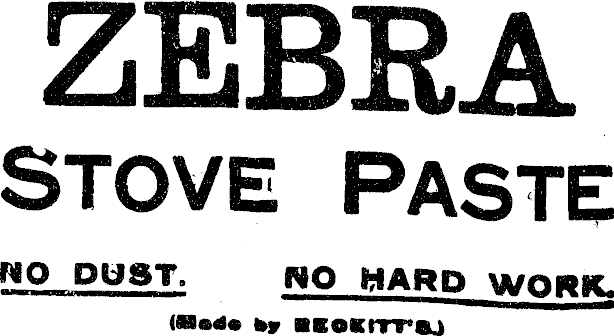 ZEBRA
STOVE PASTE
NO DUST. NO HARD WORK.
(Made by RECKITT'S.)